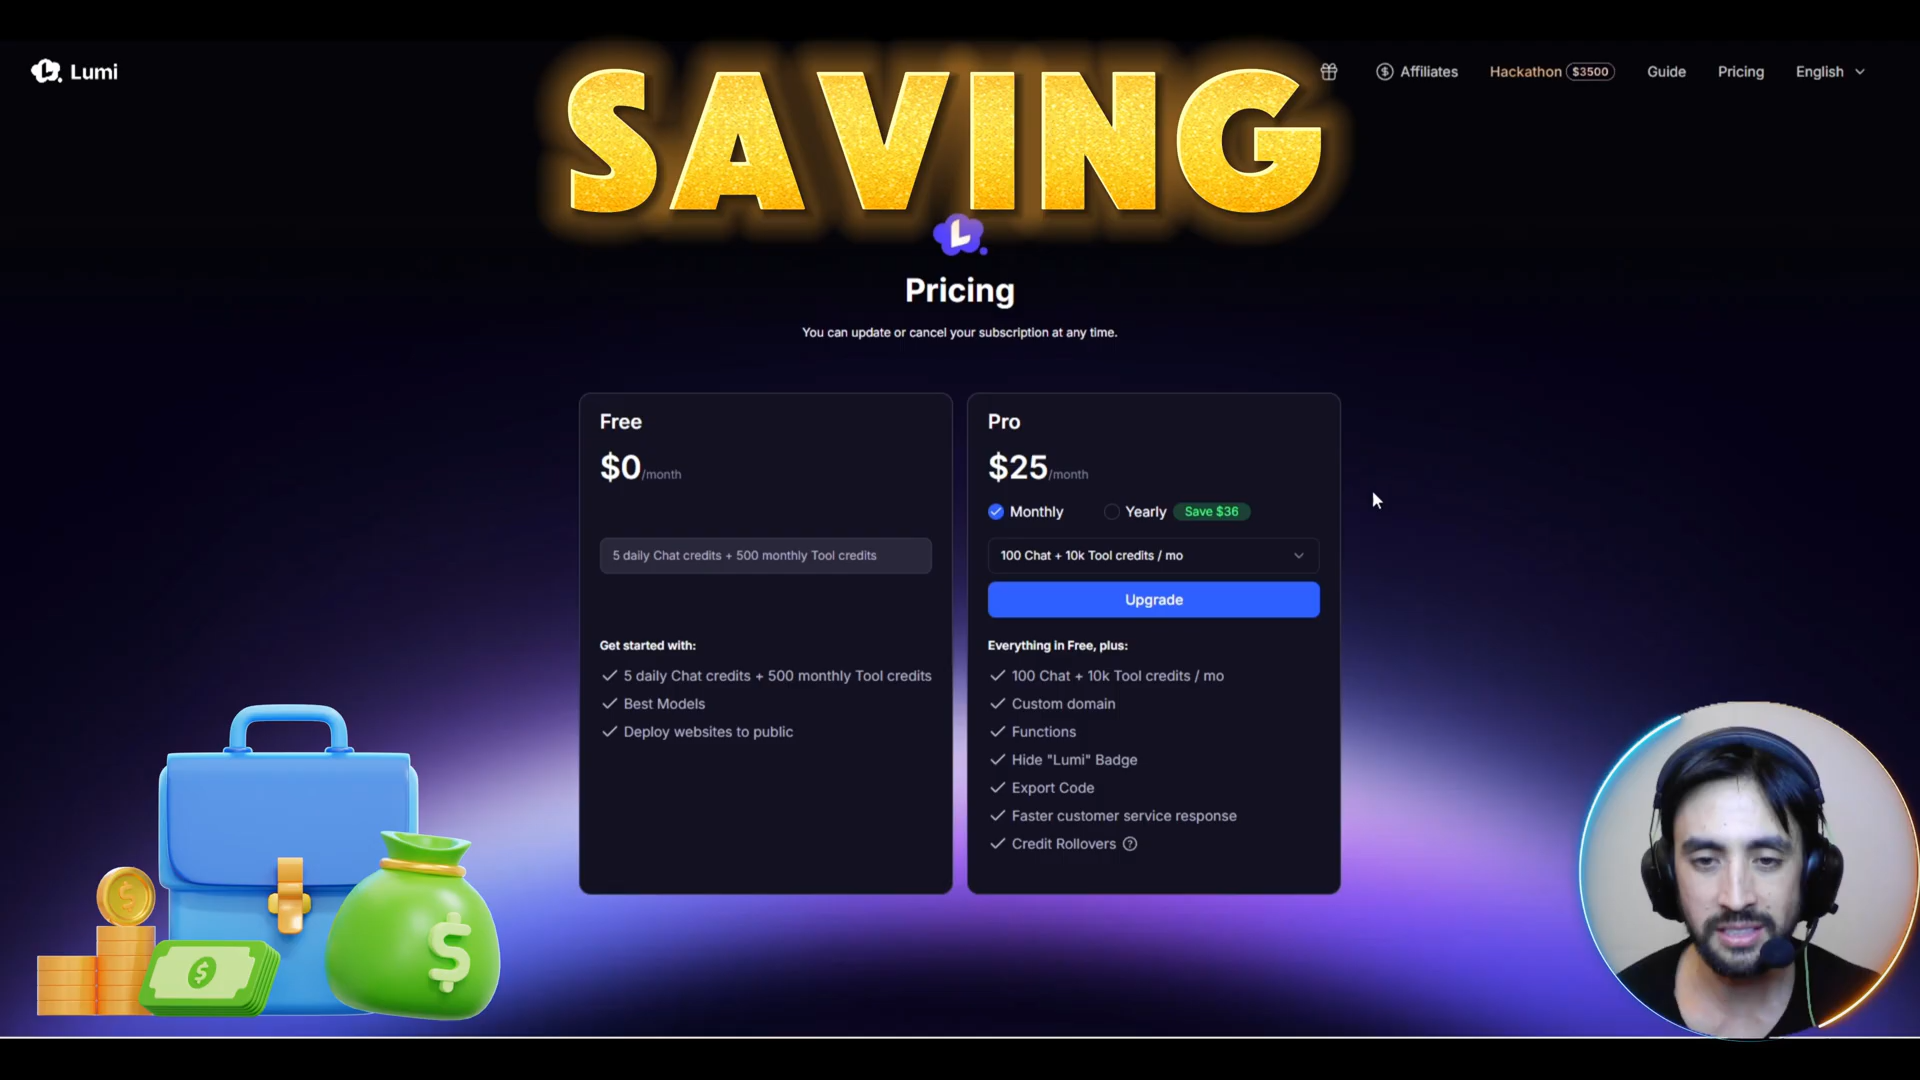 SAVING
Lumi
Affiliates
Hackathon $3500
Guide
Pricing
English
L
Pricing
You can update or cancel your subscription at any time.
Free
$0/month
5 daily Chat credits + 500 monthly Tool credits
Get started with:
5 daily Chat credits + 500 monthly Tool credits
Best Models
Deploy websites to public
Pro
$25/month
Monthly
Yearly Save $36
100 Chat + 10k Tool credits / mo
Upgrade
Everything in Free, plus:
100 Chat + 10k Tool credits / mo
Custom domain
Functions
Hide "Lumi" Badge
Export Code
Faster customer service response
Credit Rollovers ?
$
$
$